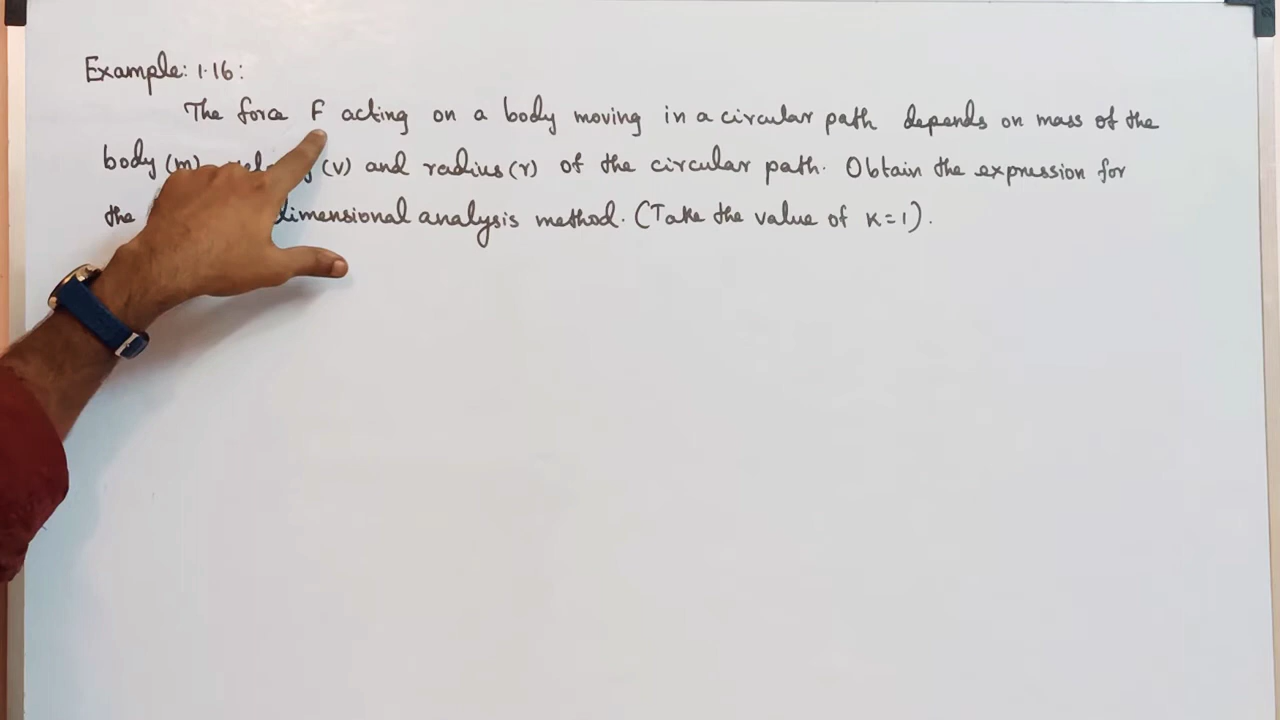 Example: 1.16:
The force F acting on a body moving in a circular path depends on mass of the
body (m) (v) and radius (r) of the circular path. Obtain the expression for
the dimensional analysis method. (Take the value of K=1).